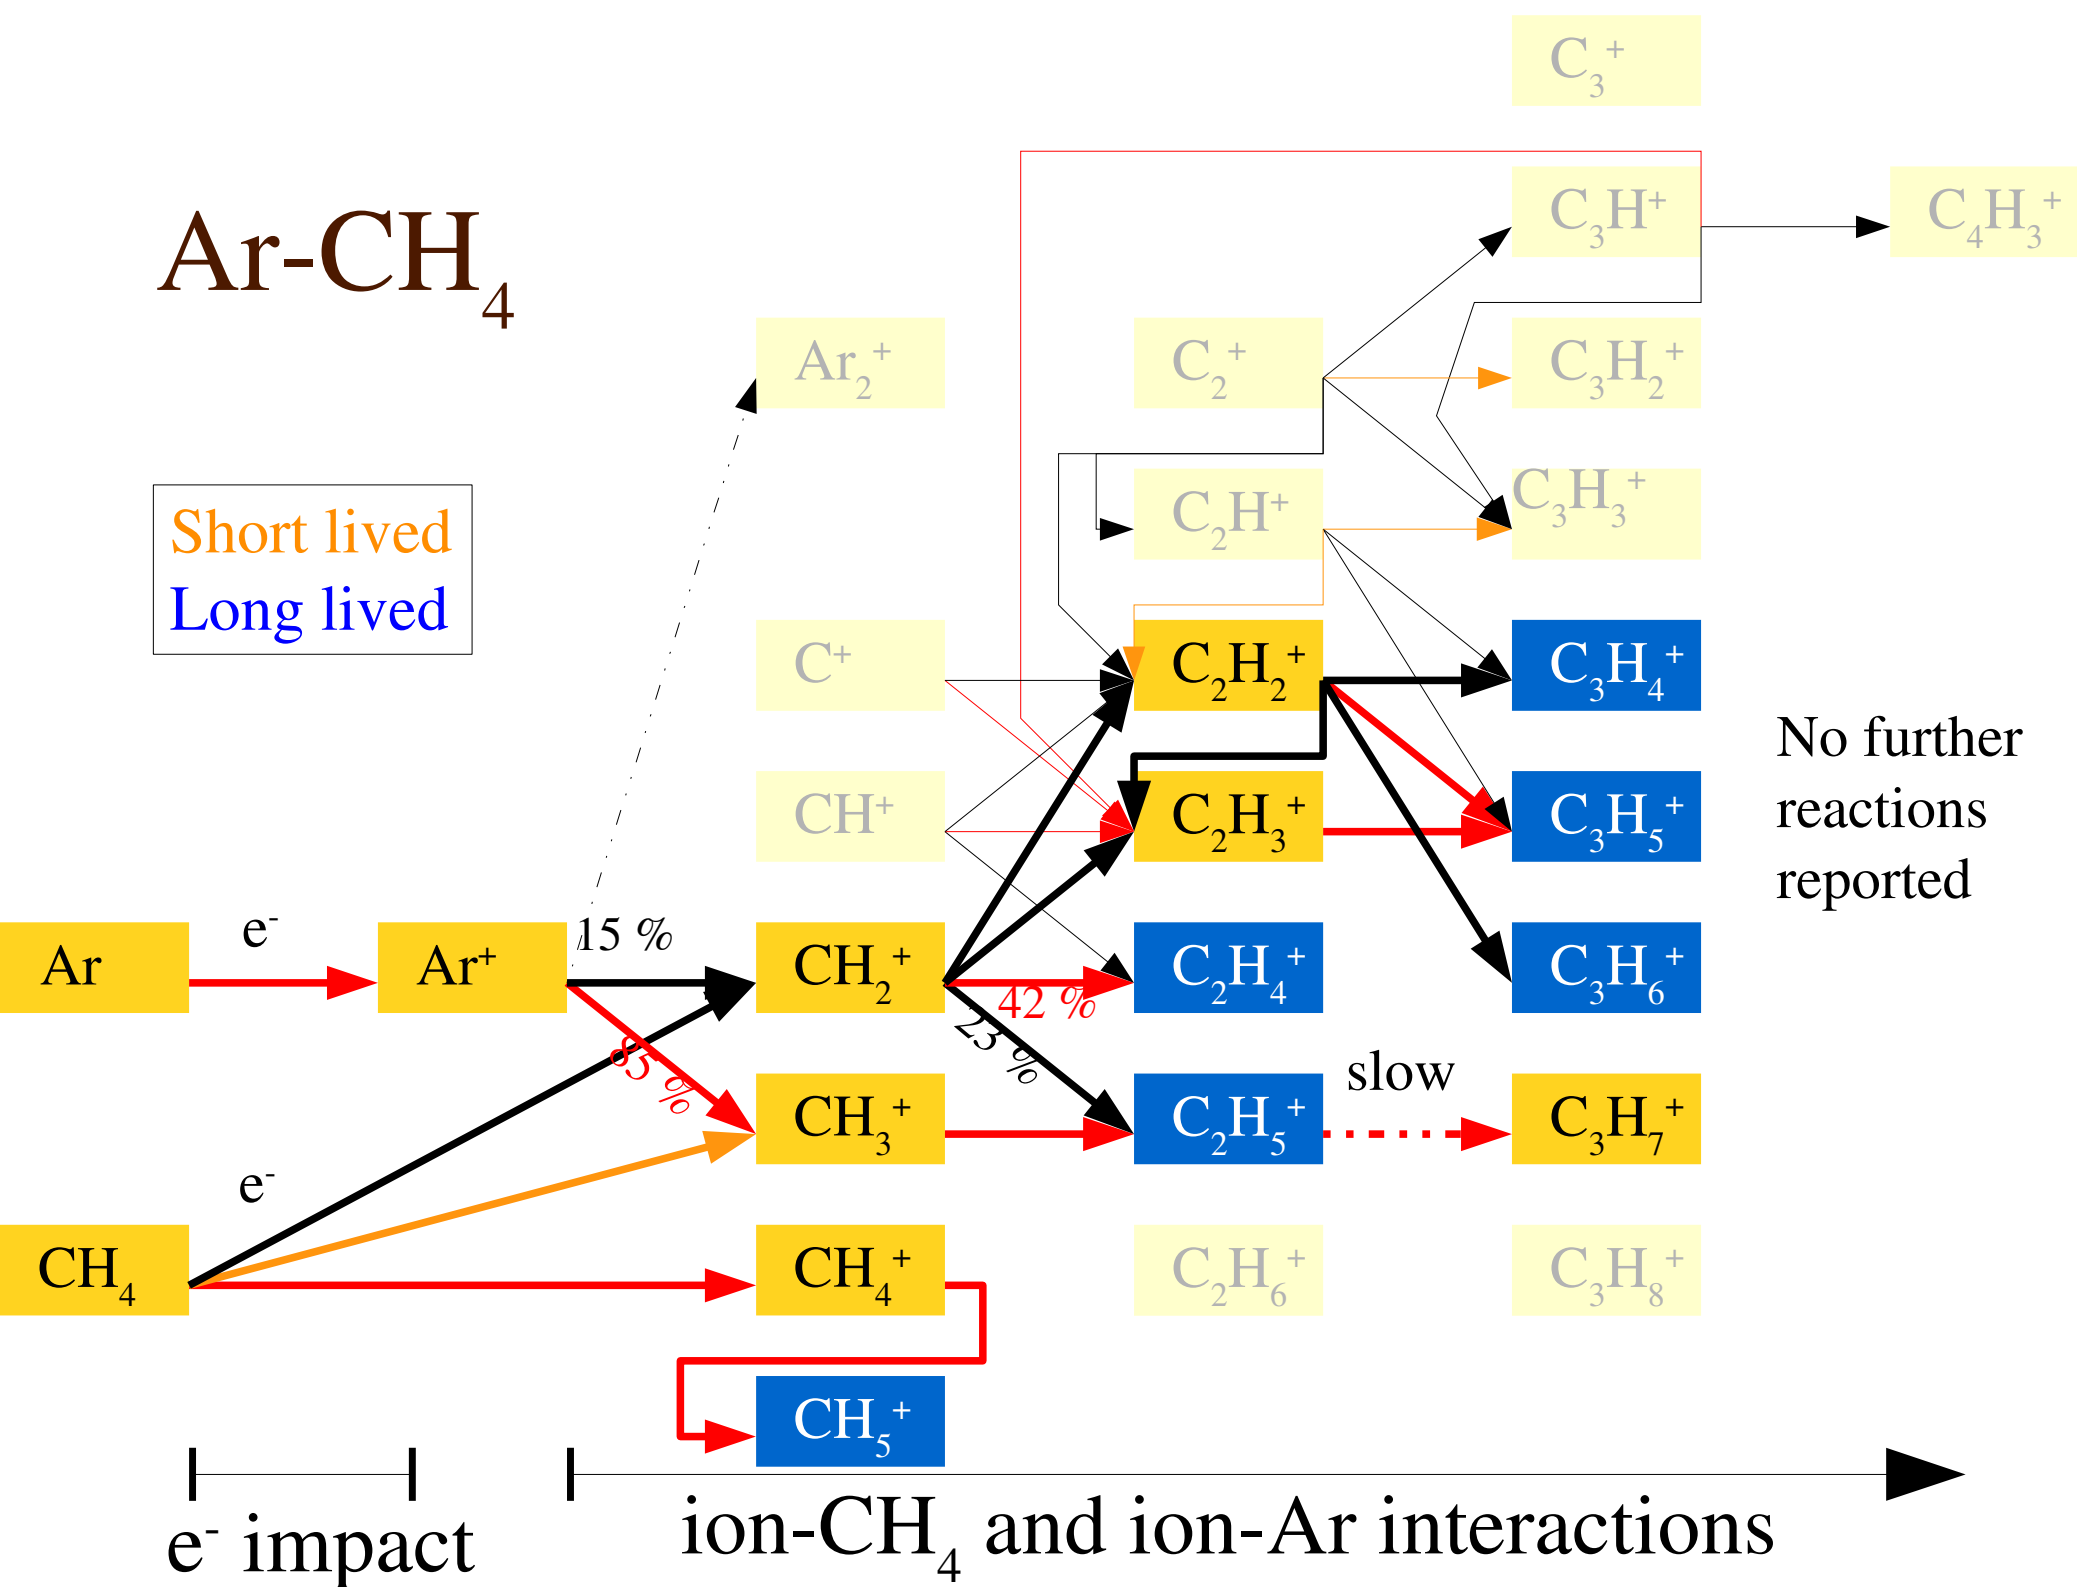 C₃⁺
C₃H⁺
C₄H₃⁺
Ar-CH₄
Ar₂⁺
C₂⁺
C₃H₂⁺
C₂H⁺
C₃H₃⁺
Short lived
Long lived
C⁺
C₂H₂⁺
C₃H₄⁺
No further
reactions
reported
CH⁺
C₂H₃⁺
C₃H₅⁺
e⁻
15 %
Ar
Ar⁺
CH₂⁺
42 %
C₂H₄⁺
C₃H₆⁺
85 %
23 %
slow
CH₃⁺
C₂H₅⁺
C₃H₇⁺
e⁻
CH₄
CH₄⁺
C₂H₆⁺
C₃H₈⁺
CH₅⁺
e⁻ impact
ion-CH₄ and ion-Ar interactions